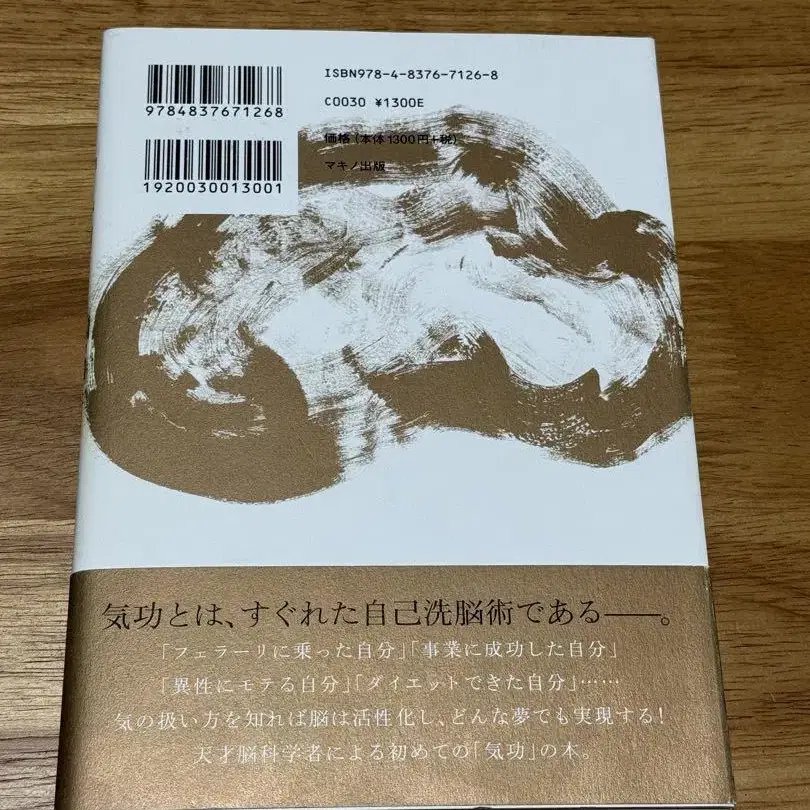 9784837671268
ISBN978-4-8376-7126-8
C0030 ¥1300E
価格(本体1300円+税)
マキノ出版
1920030013001
気功とは、すぐれた自己洗脳術である――。
「フェラーリに乗った自分」「事業に成功した自分」
「異性にモテる自分」「ダイエットできた自分」……
気の扱い方を知れば脳は活性化し、どんな夢でも実現する!
天才脳科学者による初めての「気功」の本。